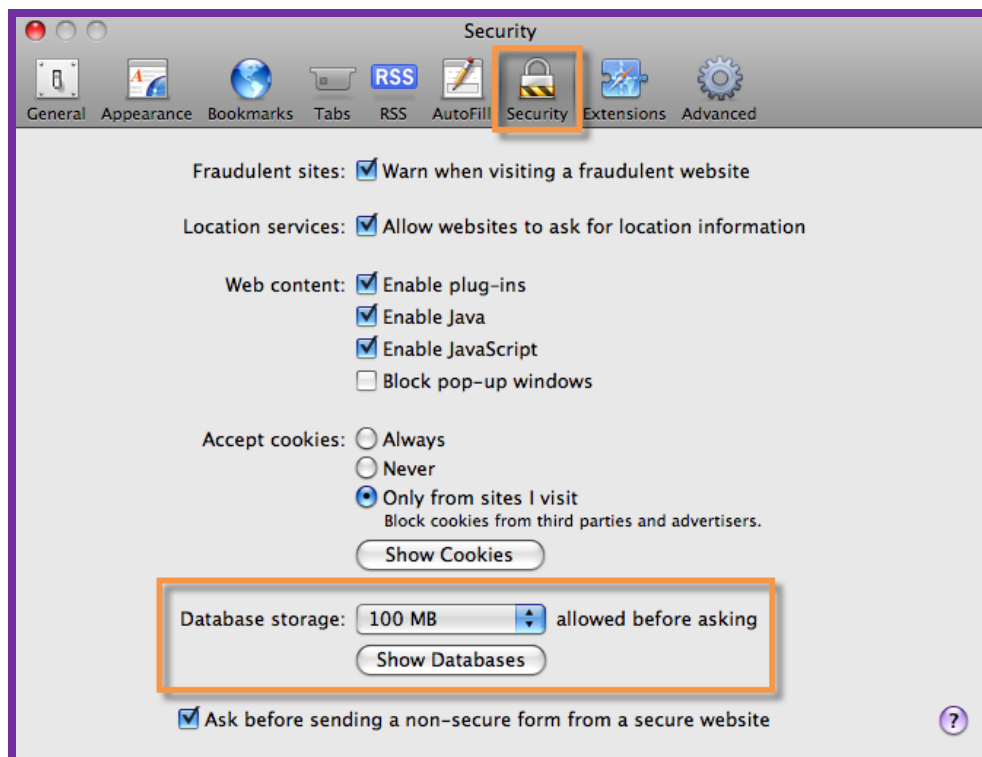 Security
RSS
General Appearance Bookmarks Tabs RSS AutoFill Security Extensions Advanced
Fraudulent sites: Warn when visiting a fraudulent website
Location services: Allow websites to ask for location information
Web content: Enable plug-ins
Enable Java
Enable JavaScript
Block pop-up windows
Accept cookies: Always
Never
Only from sites I visit
Block cookies from third parties and advertisers.
Show Cookies
Database storage: 100 MB allowed before asking
Show Databases
Ask before sending a non-secure form from a secure website ?